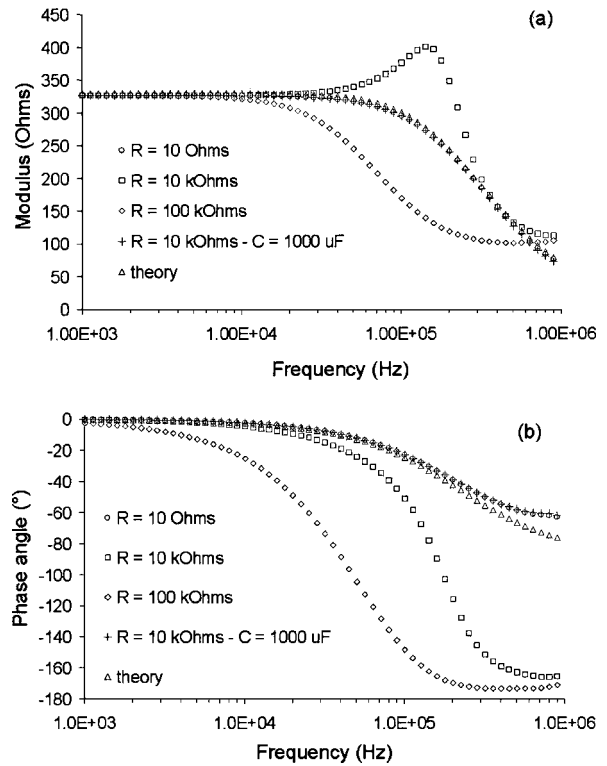 (a)
450
400
350
300
250
200
150
100
50
0
Modulus (Ohms)
○ R = 10 Ohms
□ R = 10 kOhms
◇ R = 100 kOhms
+ R = 10 kOhms - C = 1000 uF
△ theory
1.00E+03 1.00E+04 1.00E+05 1.00E+06
Frequency (Hz)
(b)
0
-20
-40
-60
-80
-100
-120
-140
-160
-180
Phase angle (°)
○ R = 10 Ohms
□ R = 10 kOhms
◇ R = 100 kOhms
+ R = 10 kOhms - C = 1000 uF
△ theory
1.0E+03 1.0E+04 1.0E+05 1.0E+06
Frequency (Hz)